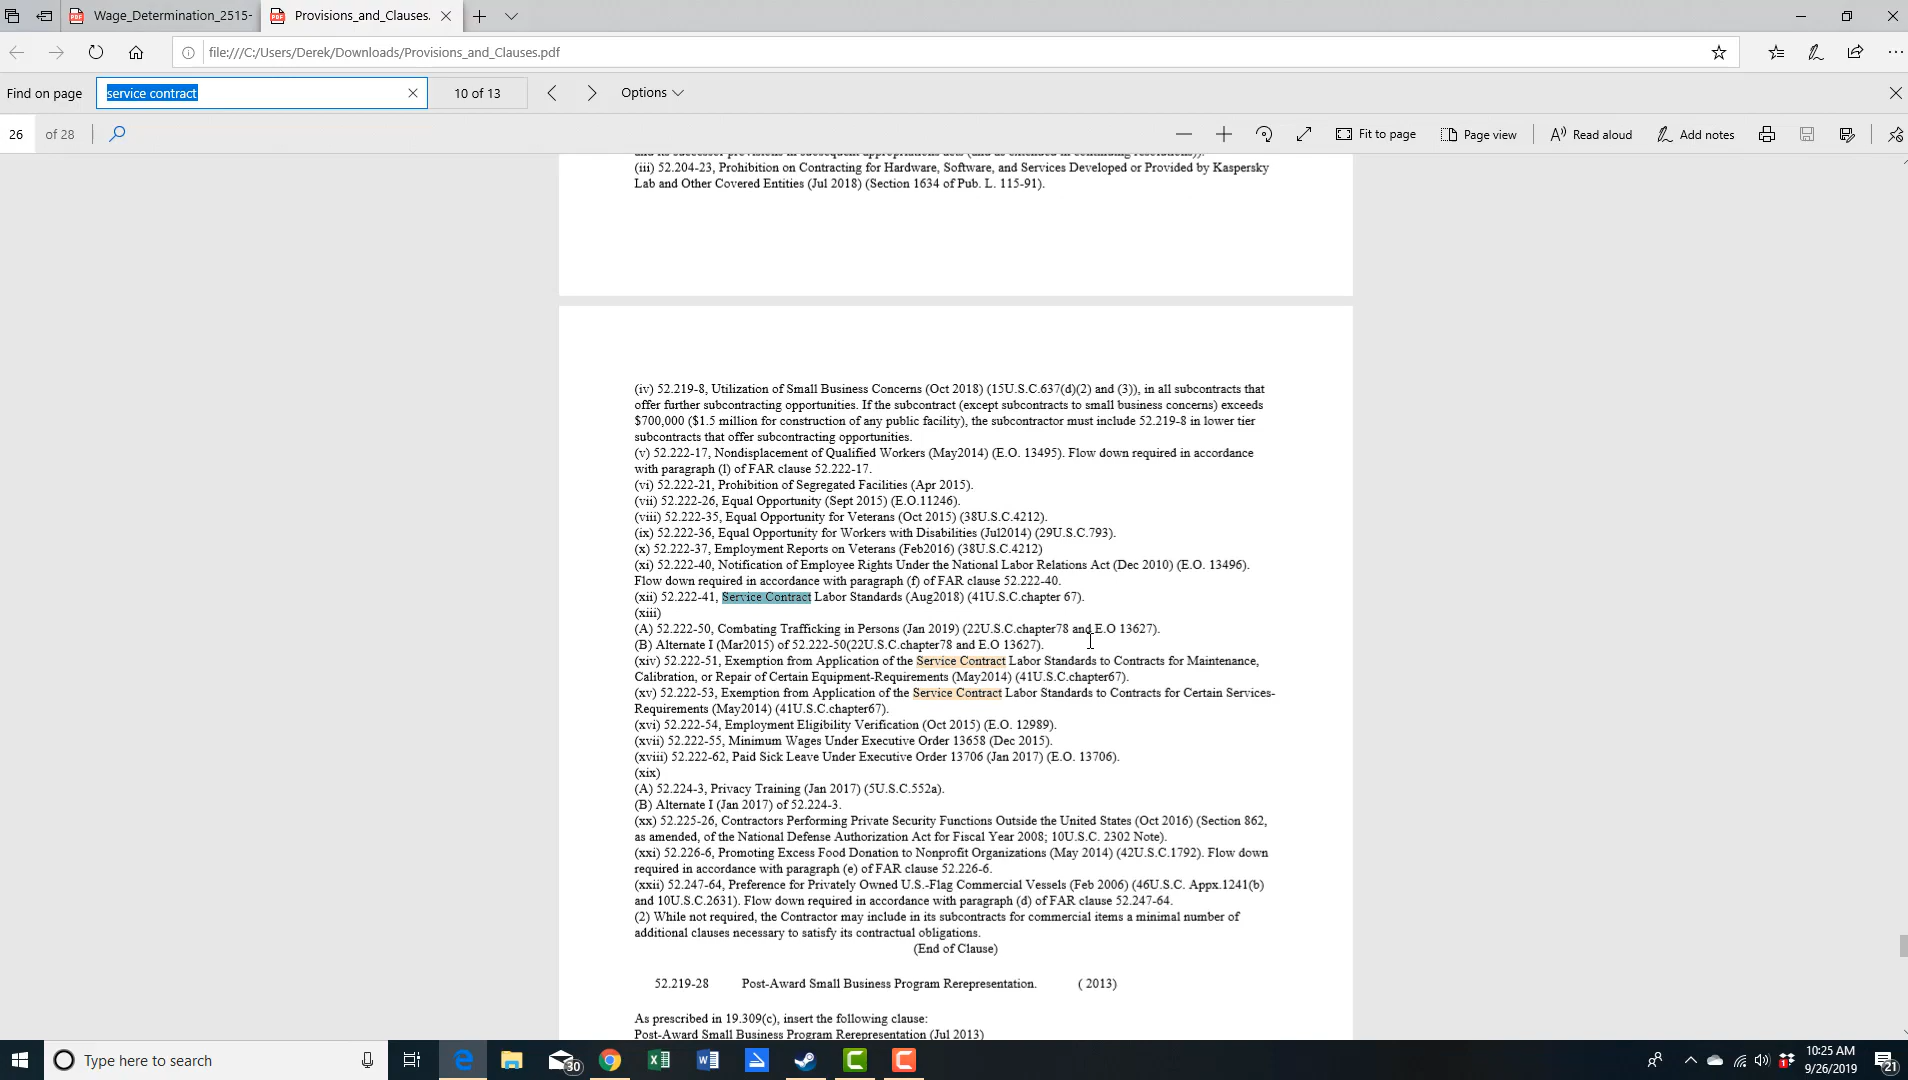 Wage_Determination_2515-
Provisions_and_Clauses.
file:///C:/Users/Derek/Downloads/Provisions_and_Clauses.pdf
Find on page
service contract
10 of 13
Options
26 of 28
Fit to page
Page view
Read aloud
Add notes
and its successor provisions in subsequent appropriations acts (and as extended in continuing resolutions)).
(iii) 52.204-23, Prohibition on Contracting for Hardware, Software, and Services Developed or Provided by Kaspersky
Lab and Other Covered Entities (Jul 2018) (Section 1634 of Pub. L. 115-91).
(iv) 52.219-8, Utilization of Small Business Concerns (Oct 2018) (15U.S.C.637(d)(2) and (3)), in all subcontracts that
offer further subcontracting opportunities. If the subcontract (except subcontracts to small business concerns) exceeds
$700,000 ($1.5 million for construction of any public facility), the subcontractor must include 52.219-8 in lower tier
subcontracts that offer subcontracting opportunities.
(v) 52.222-17, Nondisplacement of Qualified Workers (May2014) (E.O. 13495). Flow down required in accordance
with paragraph (l) of FAR clause 52.222-17.
(vi) 52.222-21, Prohibition of Segregated Facilities (Apr 2015).
(vii) 52.222-26, Equal Opportunity (Sept 2015) (E.O.11246).
(viii) 52.222-35, Equal Opportunity for Veterans (Oct 2015) (38U.S.C.4212).
(ix) 52.222-36, Equal Opportunity for Workers with Disabilities (Jul2014) (29U.S.C.793).
(x) 52.222-37, Employment Reports on Veterans (Feb2016) (38U.S.C.4212)
(xi) 52.222-40, Notification of Employee Rights Under the National Labor Relations Act (Dec 2010) (E.O. 13496).
Flow down required in accordance with paragraph (f) of FAR clause 52.222-40.
(xii) 52.222-41, Service Contract Labor Standards (Aug2018) (41U.S.C.chapter 67).
(xiii)
(A) 52.222-50, Combating Trafficking in Persons (Jan 2019) (22U.S.C.chapter78 and E.O 13627).
(B) Alternate I (Mar2015) of 52.222-50(22U.S.C.chapter78 and E.O 13627).
(xiv) 52.222-51, Exemption from Application of the Service Contract Labor Standards to Contracts for Maintenance,
Calibration, or Repair of Certain Equipment-Requirements (May2014) (41U.S.C.chapter67).
(xv) 52.222-53, Exemption from Application of the Service Contract Labor Standards to Contracts for Certain Services-
Requirements (May2014) (41U.S.C.chapter67).
(xvi) 52.222-54, Employment Eligibility Verification (Oct 2015) (E.O. 12989).
(xvii) 52.222-55, Minimum Wages Under Executive Order 13658 (Dec 2015).
(xviii) 52.222-62, Paid Sick Leave Under Executive Order 13706 (Jan 2017) (E.O. 13706).
(xix)
(A) 52.224-3, Privacy Training (Jan 2017) (5U.S.C.552a).
(B) Alternate I (Jan 2017) of 52.224-3.
(xx) 52.225-26, Contractors Performing Private Security Functions Outside the United States (Oct 2016) (Section 862,
as amended, of the National Defense Authorization Act for Fiscal Year 2008; 10U.S.C. 2302 Note).
(xxi) 52.226-6, Promoting Excess Food Donation to Nonprofit Organizations (May 2014) (42U.S.C.1792). Flow down
required in accordance with paragraph (e) of FAR clause 52.226-6.
(xxii) 52.247-64, Preference for Privately Owned U.S.-Flag Commercial Vessels (Feb 2006) (46U.S.C. Appx.1241(b)
and 10U.S.C.2631). Flow down required in accordance with paragraph (d) of FAR clause 52.247-64.
(2) While not required, the Contractor may include in its subcontracts for commercial items a minimal number of
additional clauses necessary to satisfy its contractual obligations.
(End of Clause)
52.219-28 Post-Award Small Business Program Rerepresentation. ( 2013)
As prescribed in 19.309(c), insert the following clause:
Post-Award Small Business Program Rerepresentation (Jul 2013)
Type here to search
30
10:25 AM
9/26/2019
21